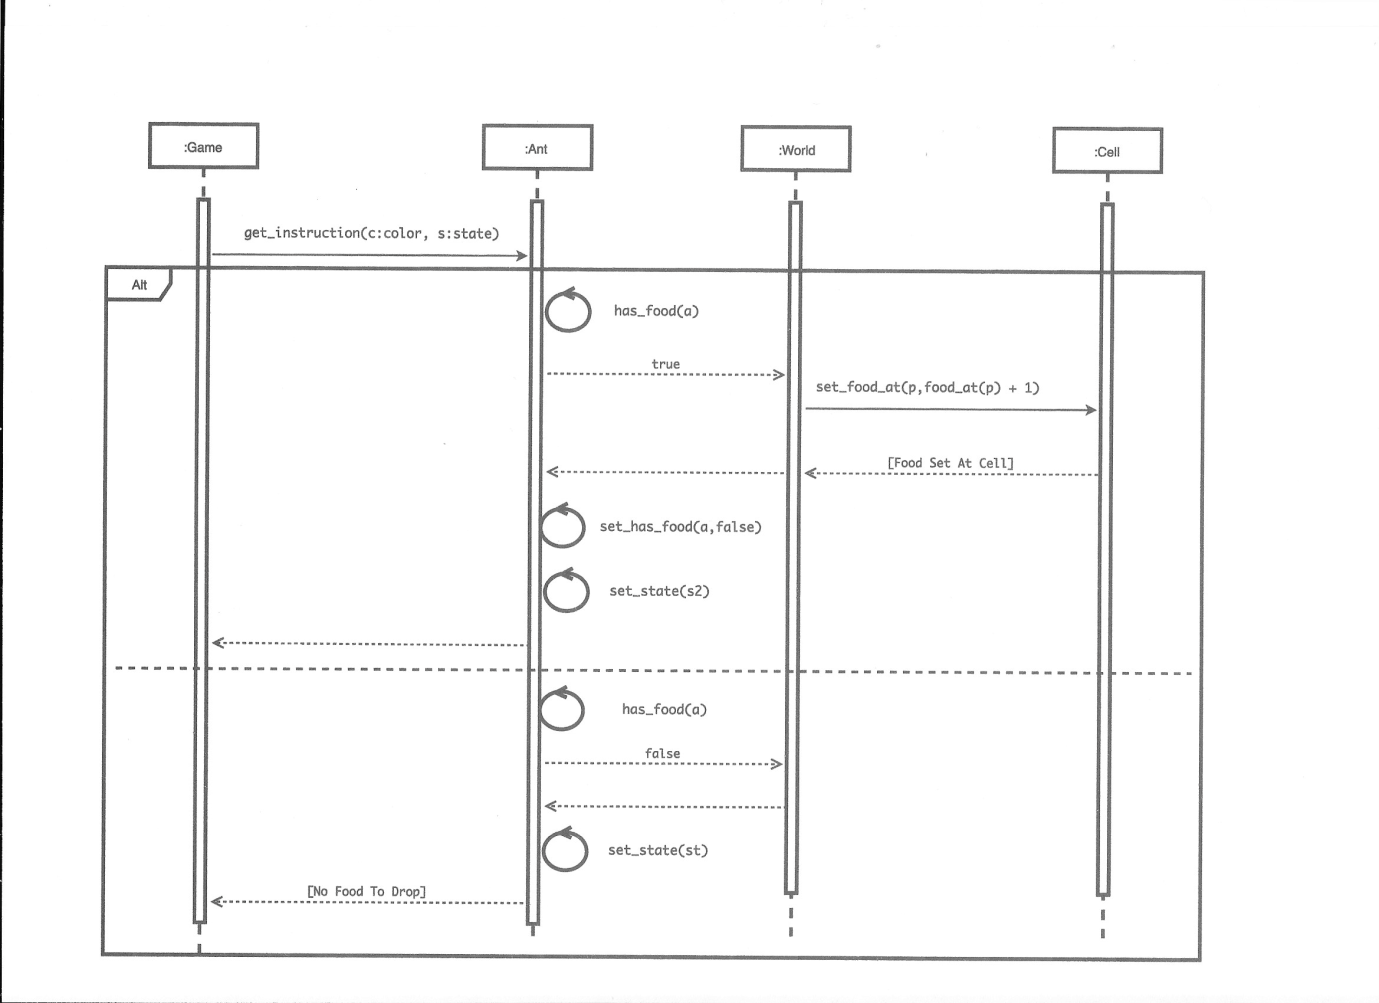 :Game
:Ant
:World
:Cell
get_instruction(c:color, s:state)
Alt
has_food(a)
true
set_food_at(p,food_at(p) + 1)
[Food Set At Cell]
set_has_food(a,false)
set_state(s2)
has_food(a)
false
set_state(st)
[No Food To Drop]